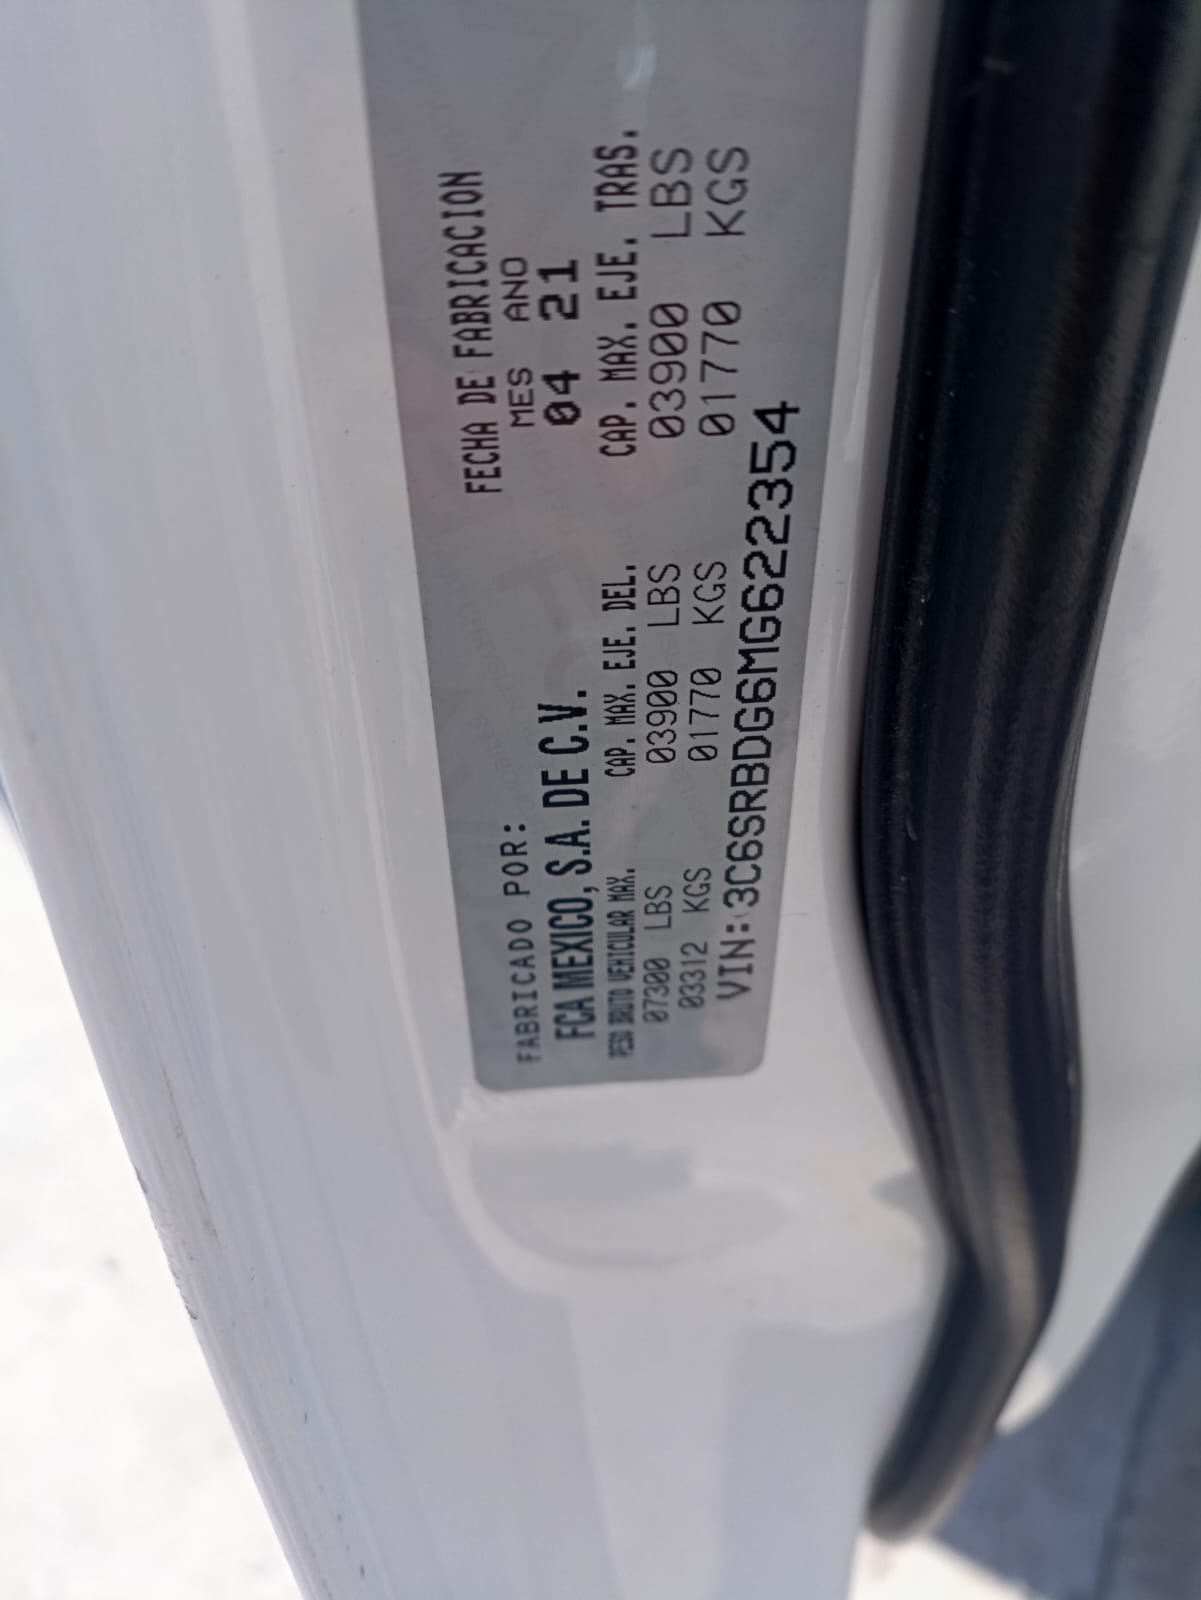 FABRICADO POR:
FCA MEXICO, S.A. DE C.V.
FECHA DE FABRICACION
MES ANO
04 21
PESO BRUTO VEHICULAR MAX.
07300 LBS
03312 KGS
CAP. MAX. EJE. DEL.
03900 LBS
01770 KGS
CAP. MAX. EJE. TRAS.
03900 LBS
01770 KGS
VIN: 3C6SRBDG6MG622354